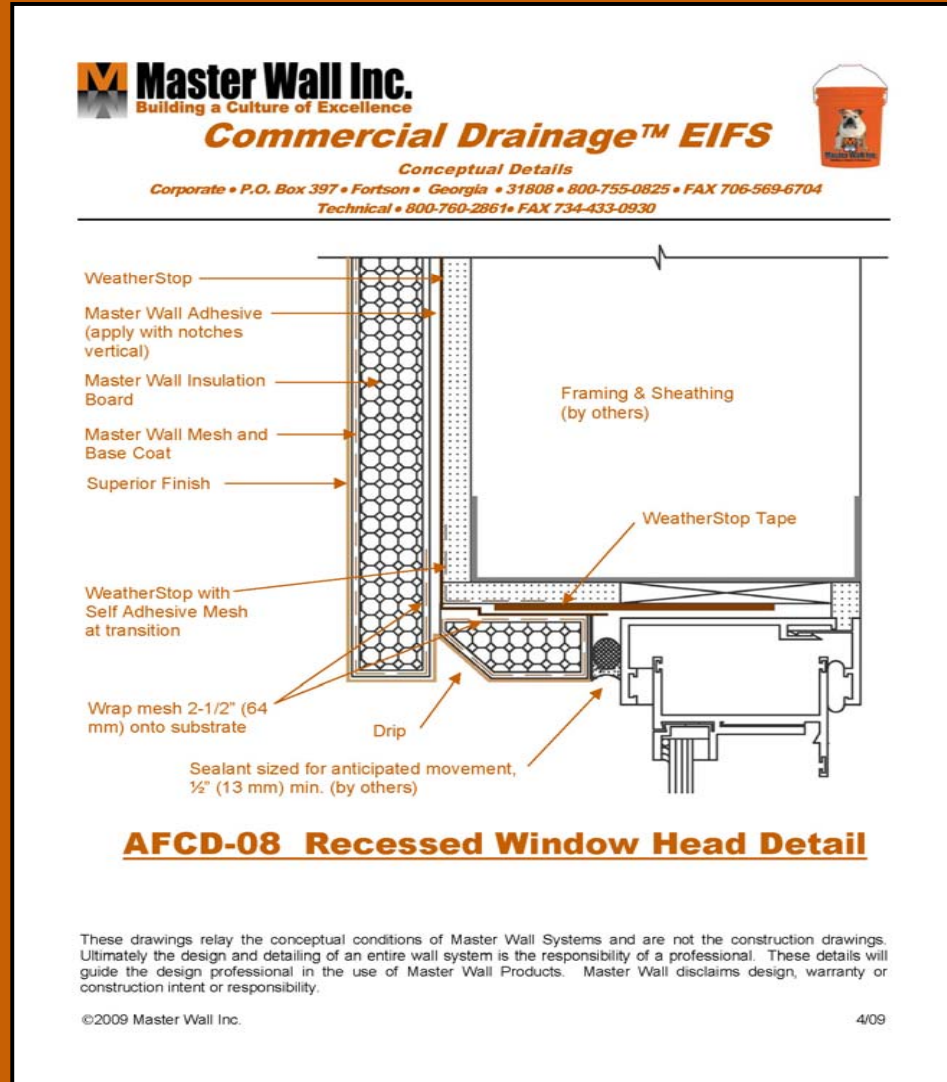 Master Wall Inc.
Building a Culture of Excellence
Commercial Drainage™ EIFS
Conceptual Details
Corporate • P.O. Box 397 • Fortson • Georgia • 31808 • 800-755-0825 • FAX 706-569-6704
Technical • 800-760-2861• FAX 734-433-0930
WeatherStop
Master Wall Adhesive
(apply with notches
vertical)
Master Wall Insulation
Board
Master Wall Mesh and
Base Coat
Superior Finish
Framing & Sheathing
(by others)
WeatherStop Tape
WeatherStop with
Self Adhesive Mesh
at transition
Wrap mesh 2-1/2" (64
mm) onto substrate
Drip
Sealant sized for anticipated movement,
½" (13 mm) min. (by others)
AFCD-08 Recessed Window Head Detail
These drawings relay the conceptual conditions of Master Wall Systems and are not the construction drawings.
Ultimately the design and detailing of an entire wall system is the responsibility of a professional. These details will
guide the design professional in the use of Master Wall Products. Master Wall disclaims design, warranty or
construction intent or responsibility.
©2009 Master Wall Inc.
4/09